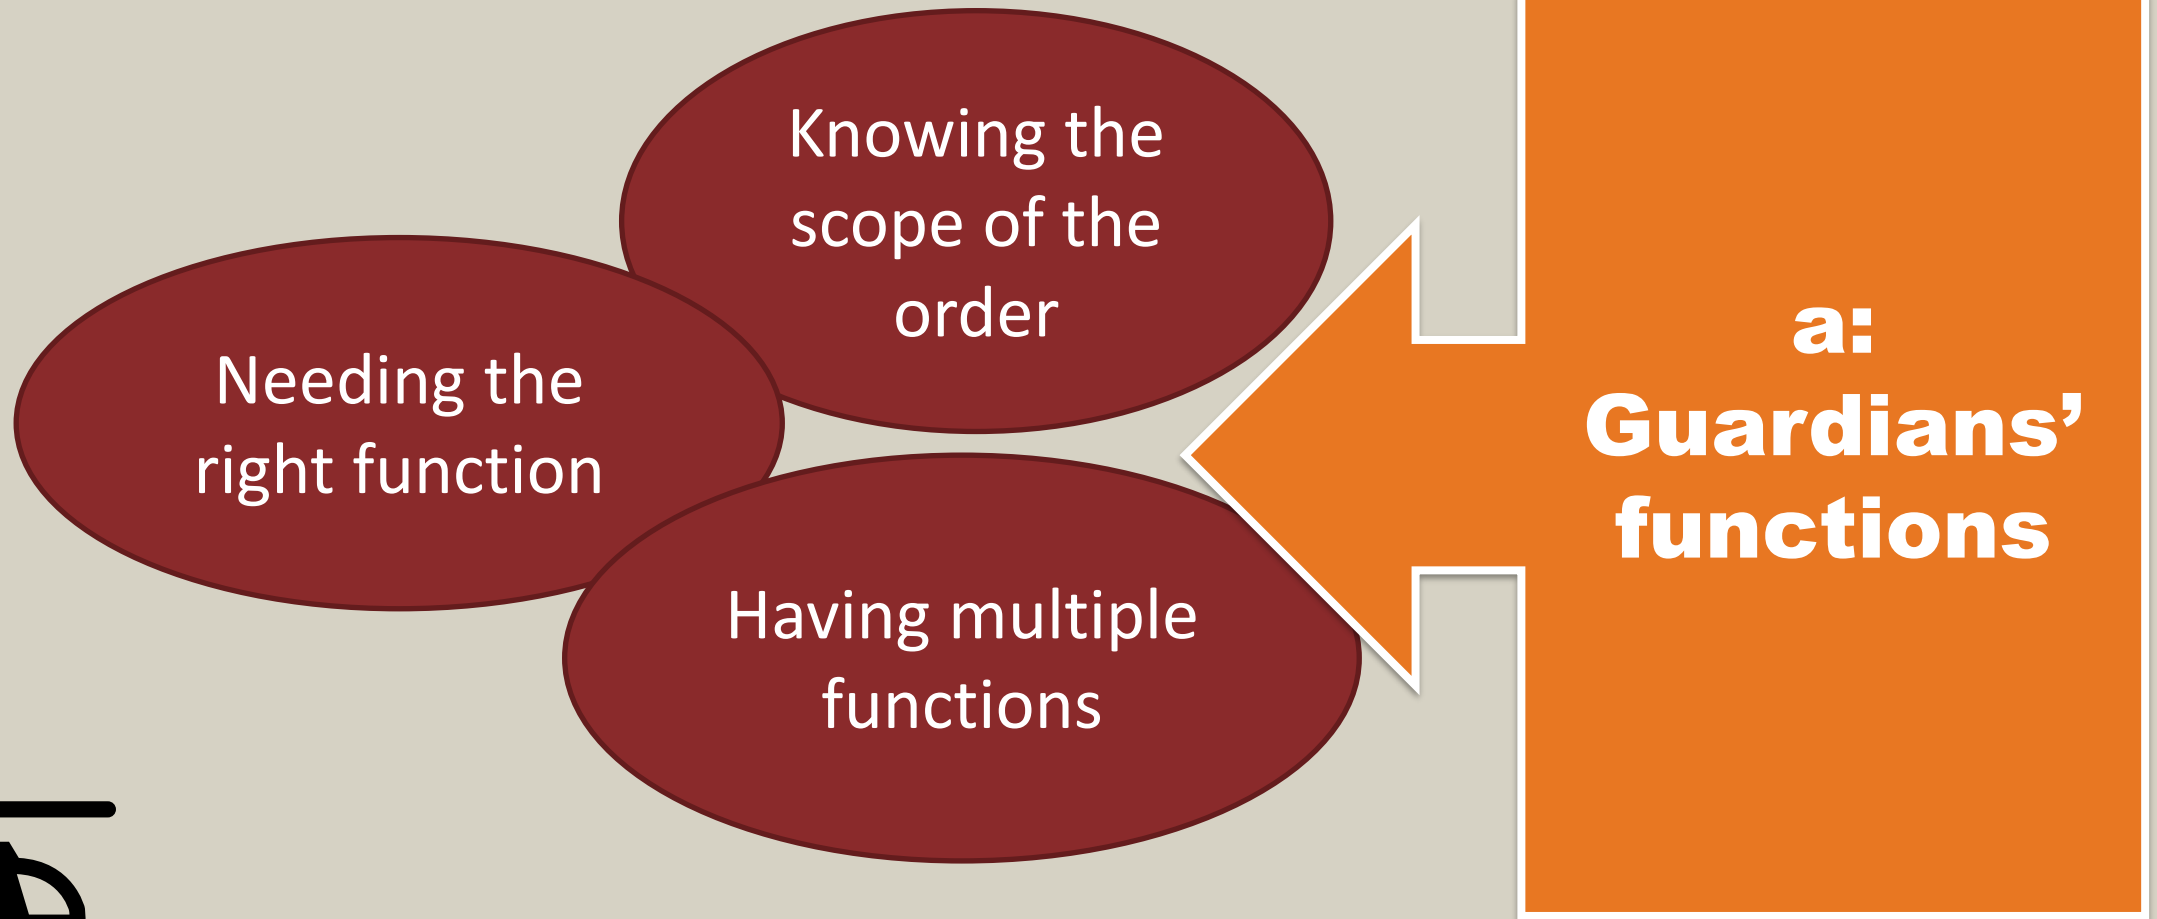 Knowing the
scope of the
order
Needing the
right function
Having multiple
functions
a:
Guardians’
functions